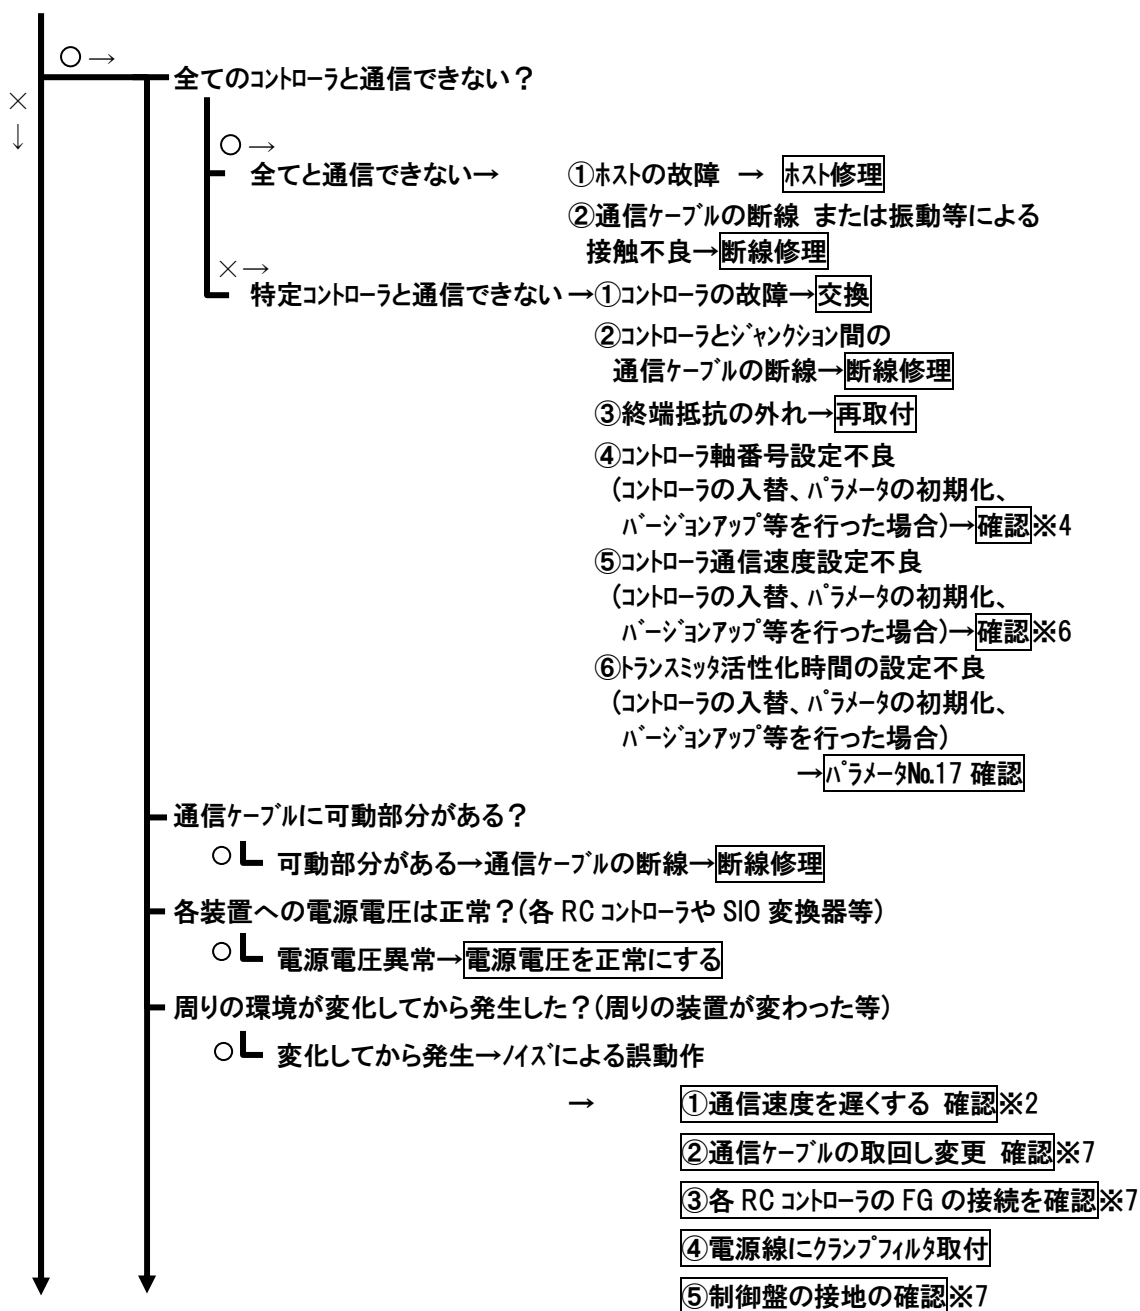 ○→
全てのｺﾝﾄﾛｰﾗと通信できない？
×
↓
○→
全てと通信できない→ ①ﾎｽﾄの故障 → ﾎｽﾄ修理
②通信ｹｰﾌﾞﾙの断線 または振動等による
接触不良→断線修理
×→
特定ｺﾝﾄﾛｰﾗと通信できない→①ｺﾝﾄﾛｰﾗの故障→交換
②ｺﾝﾄﾛｰﾗとｼﾞｬﾝｸｼｮﾝ間の
通信ｹｰﾌﾞﾙの断線→断線修理
③終端抵抗の外れ→再取付
④ｺﾝﾄﾛｰﾗ軸番号設定不良
（ｺﾝﾄﾛｰﾗの入替、ﾊﾟﾗﾒｰﾀの初期化、
ﾊﾞｰｼﾞｮﾝｱｯﾌﾟ等を行った場合）→確認※4
⑤ｺﾝﾄﾛｰﾗ通信速度設定不良
（ｺﾝﾄﾛｰﾗの入替、ﾊﾟﾗﾒｰﾀの初期化、
ﾊﾞｰｼﾞｮﾝｱｯﾌﾟ等を行った場合）→確認※6
⑥ﾄﾗﾝｽﾐｯﾀ活性化時間の設定不良
（ｺﾝﾄﾛｰﾗの入替、ﾊﾟﾗﾒｰﾀの初期化、
ﾊﾞｰｼﾞｮﾝｱｯﾌﾟ等を行った場合）
→ﾊﾟﾗﾒｰﾀ№17 確認
通信ｹｰﾌﾞﾙに可動部分がある？
○ 可動部分がある→通信ｹｰﾌﾞﾙの断線→断線修理
各装置への電源電圧は正常？（各 RC ｺﾝﾄﾛｰﾗや SIO 変換器等）
○ 電源電圧異常→電源電圧を正常にする
周りの環境が変化してから発生した？（周りの装置が変わった等）
○ 変化してから発生→ﾉｲｽﾞによる誤動作
→ ①通信速度を遅くする 確認※2
②通信ｹｰﾌﾞﾙの取回し変更 確認※7
③各 RC ｺﾝﾄﾛｰﾗの FG の接続を確認※7
④電源線にｸﾗﾝﾌﾟﾌｨﾙﾀ取付
⑤制御盤の接地の確認※7